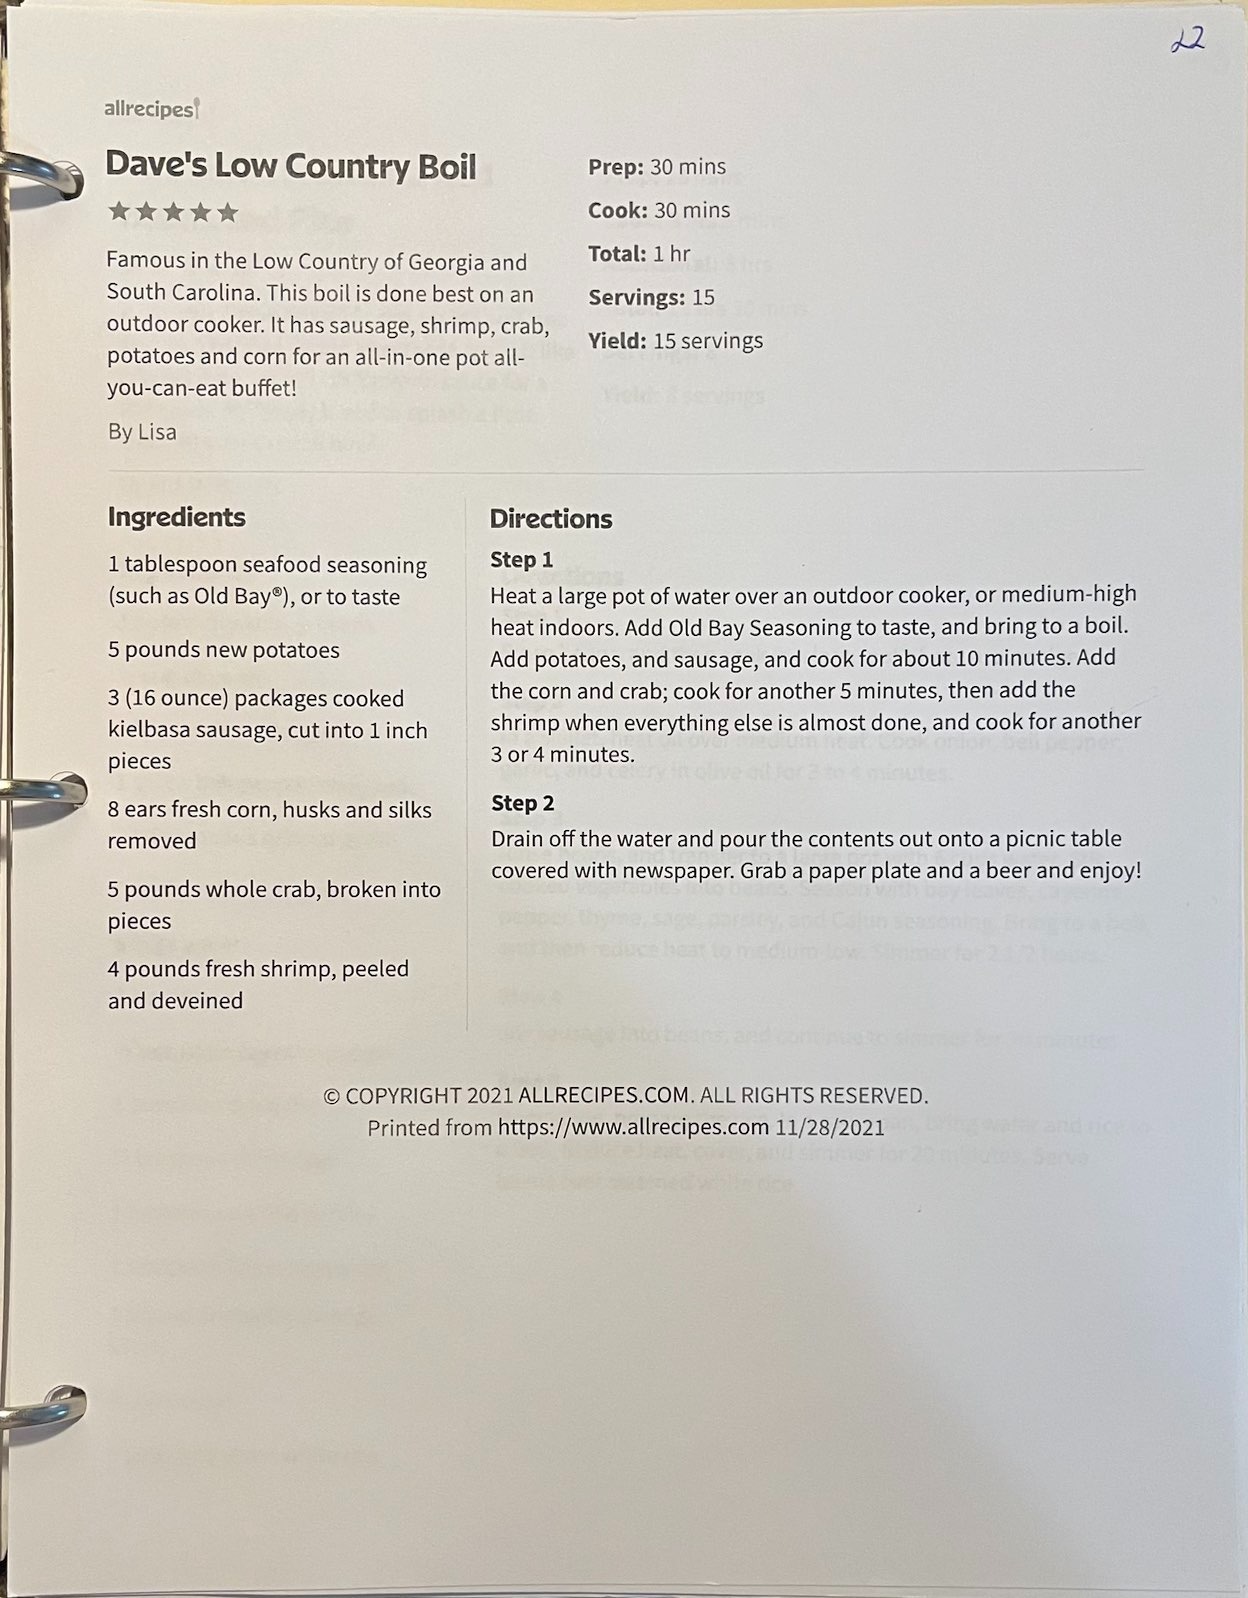 22
allrecipes
Dave's Low Country Boil
Famous in the Low Country of Georgia and
South Carolina. This boil is done best on an
outdoor cooker. It has sausage, shrimp, crab,
potatoes and corn for an all-in-one pot all-
you-can-eat buffet!
By Lisa
Prep: 30 mins
Cook: 30 mins
Total: 1 hr
Servings: 15
Yield: 15 servings
Ingredients
1 tablespoon seafood seasoning
(such as Old Bay®), or to taste
5 pounds new potatoes
3 (16 ounce) packages cooked
kielbasa sausage, cut into 1 inch
pieces
8 ears fresh corn, husks and silks
removed
5 pounds whole crab, broken into
pieces
4 pounds fresh shrimp, peeled
and deveined
Directions
Step 1
Heat a large pot of water over an outdoor cooker, or medium-high
heat indoors. Add Old Bay Seasoning to taste, and bring to a boil.
Add potatoes, and sausage, and cook for about 10 minutes. Add
the corn and crab; cook for another 5 minutes, then add the
shrimp when everything else is almost done, and cook for another
3 or 4 minutes.
Step 2
Drain off the water and pour the contents out onto a picnic table
covered with newspaper. Grab a paper plate and a beer and enjoy!
© COPYRIGHT 2021 ALLRECIPES.COM. ALL RIGHTS RESERVED.
Printed from https://www.allrecipes.com 11/28/2021